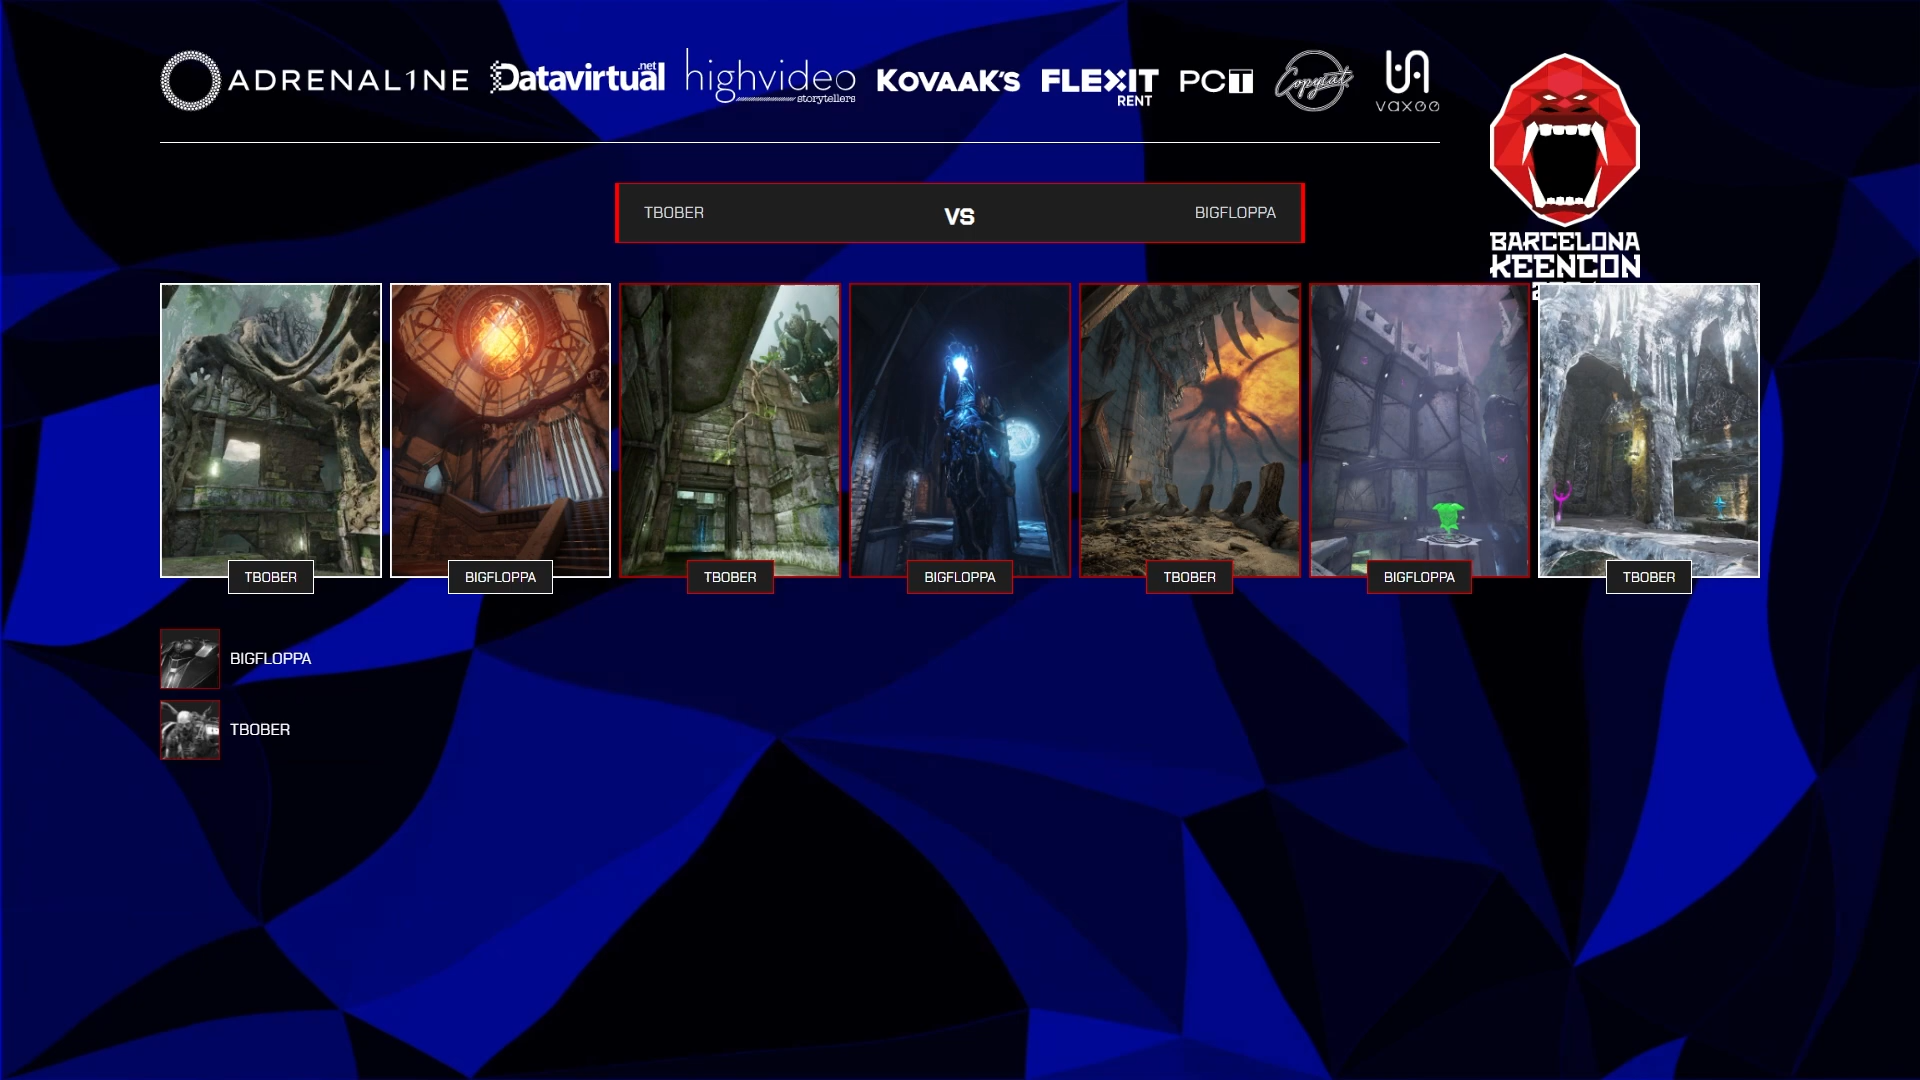 ADRENAL1NE
Datavirtual
.net
highvideo
storytellers
KOVAAK'S
FLEXIT
RENT
PCT
Copycat
vaxee
TBOBER
VS
BIGFLOPPA
BARCELONA
KEENCON
TBOBER
BIGFLOPPA
TBOBER
BIGFLOPPA
TBOBER
BIGFLOPPA
TBOBER
BIGFLOPPA
TBOBER